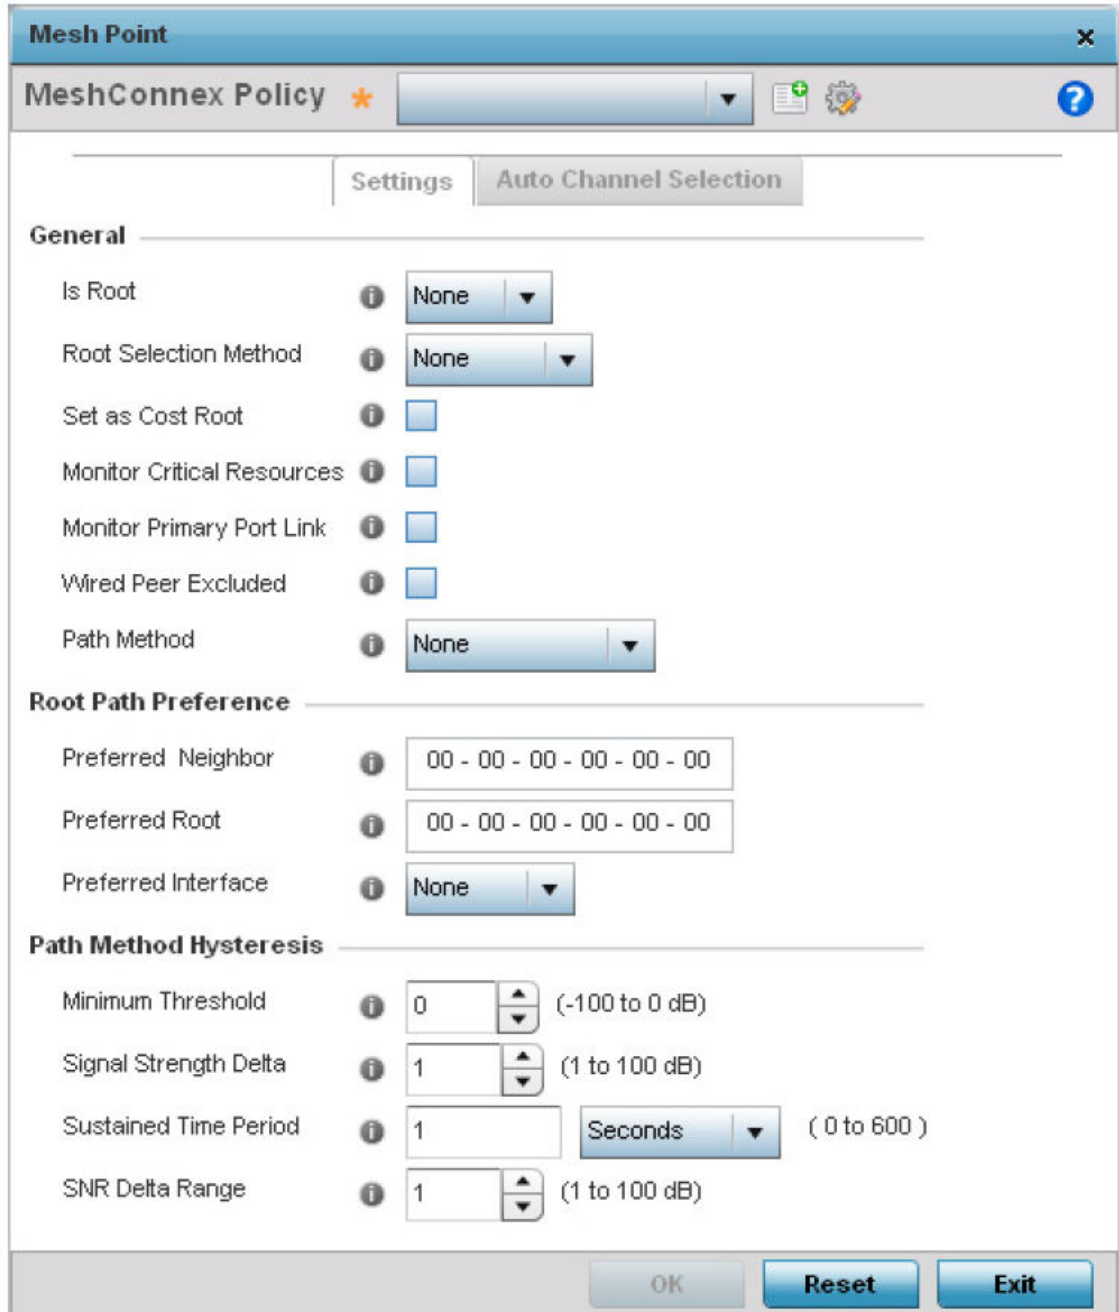 Mesh Point
MeshConnex Policy *
Settings Auto Channel Selection
General
Is Root None
Root Selection Method None
Set as Cost Root
Monitor Critical Resources
Monitor Primary Port Link
Wired Peer Excluded
Path Method None
Root Path Preference
Preferred Neighbor 00 - 00 - 00 - 00 - 00 - 00
Preferred Root 00 - 00 - 00 - 00 - 00 - 00
Preferred Interface None
Path Method Hysteresis
Minimum Threshold 0 (-100 to 0 dB)
Signal Strength Delta 1 (1 to 100 dB)
Sustained Time Period 1 Seconds ( 0 to 600 )
SNR Delta Range 1 (1 to 100 dB)
OK Reset Exit